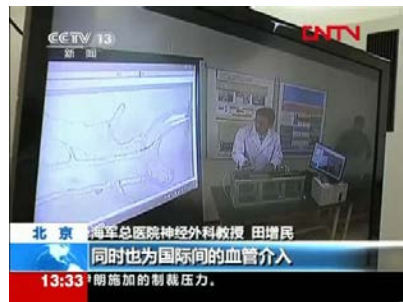 CCTV 13
新闻
CNTV
北京
海军总医院神经外科教授 田增民
同时也为国际间的血管介入
13:33
朗施加的制裁压力。